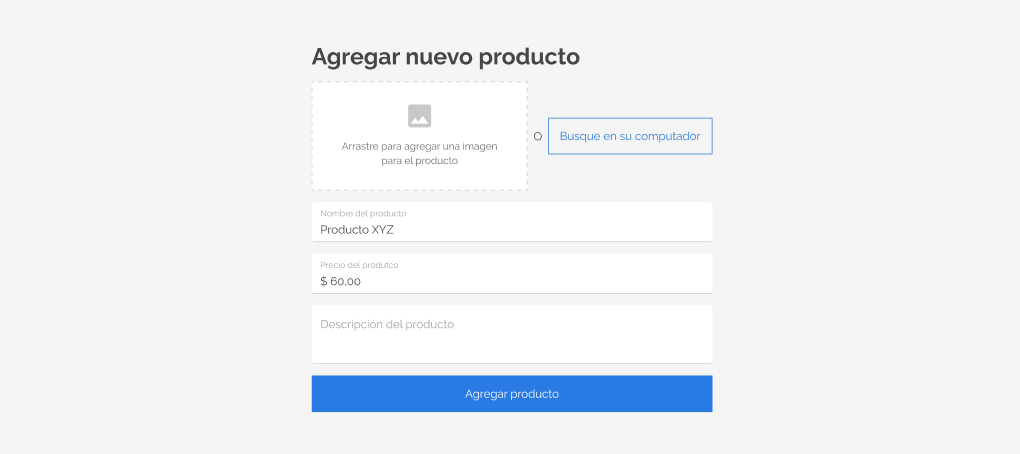 Agregar nuevo producto
Arrastre para agregar una imagen
para el producto
O
Busque en su computador
Nombre del producto
Producto XYZ
Precio del produtco
$ 60,00
Descripción del producto
Agregar producto